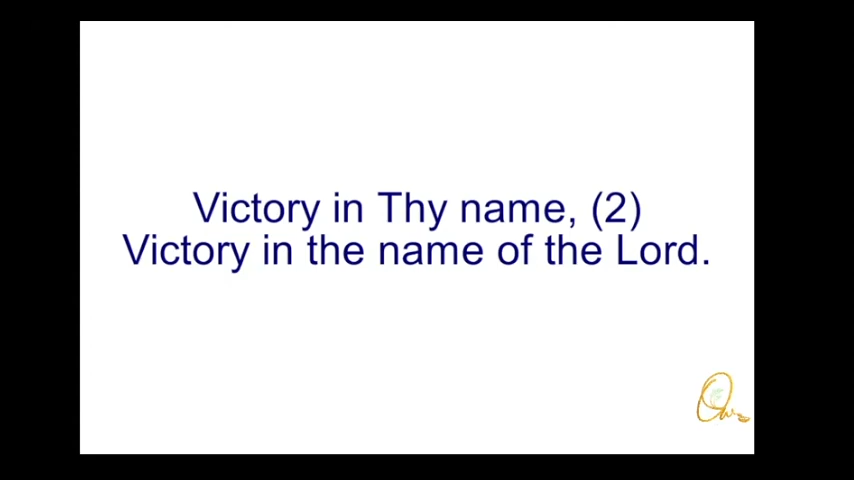 Victory in Thy name, (2)
Victory in the name of the Lord.